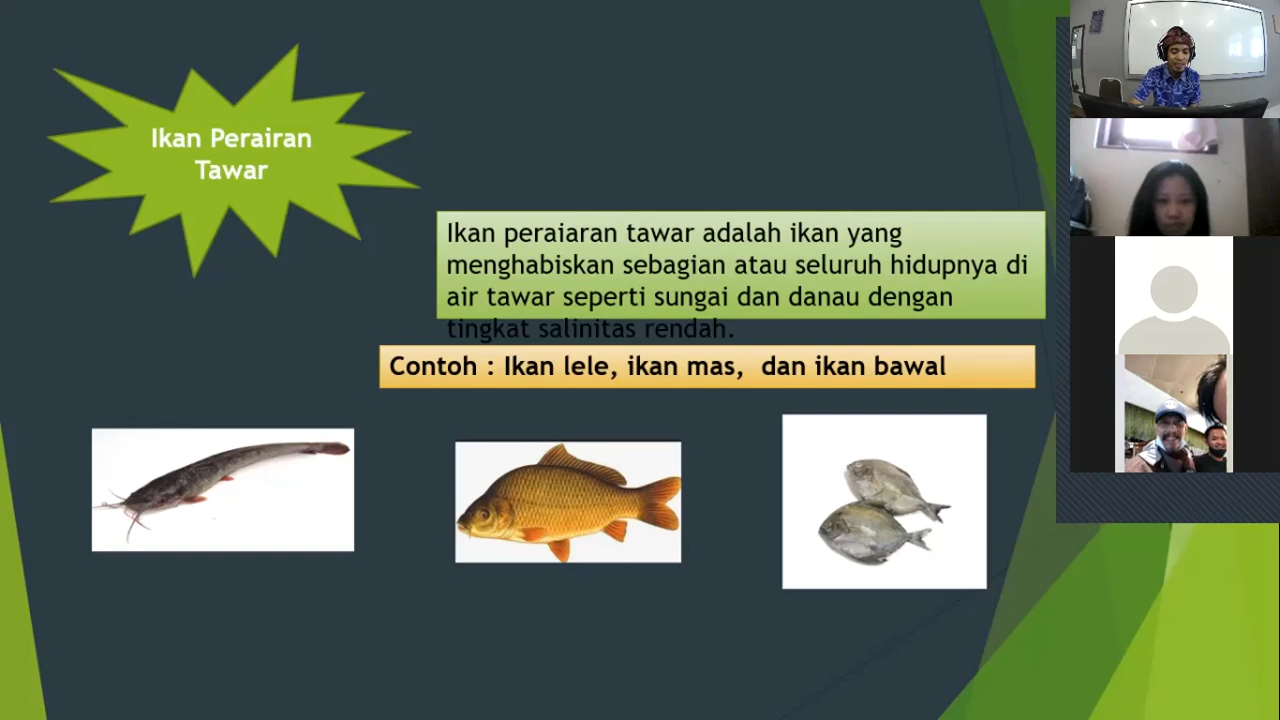 Ikan Perairan
Tawar
Ikan peraiaran tawar adalah ikan yang
menghabiskan sebagian atau seluruh hidupnya di
air tawar seperti sungai dan danau dengan
tingkat salinitas rendah.
Contoh : Ikan lele, ikan mas,  dan ikan bawal